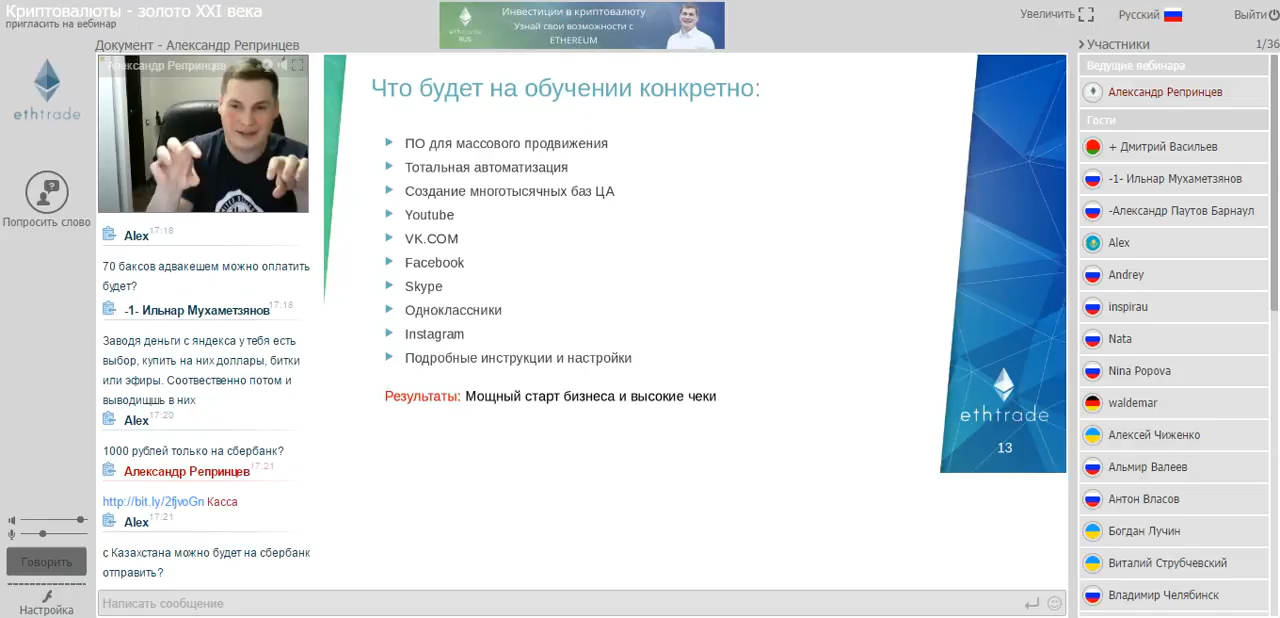 Криптовалюты - золото XXI века
пригласить на вебинар
Инвестиции в криптовалюту
Узнай свои возможности с
ETHEREUM
ethtrade
RUS
Увеличить
Русский
Выйти
Документ - Александр Репринцев
Участники 1/36
ethtrade
Попросить слово
Говорить
Настройка
Александр Репринцев
Alex 17:18
70 баксов адвакешем можно оплатить
будет?
-1- Ильнар Мухаметзянов 17:18
Заводя деньги с яндекса у тебя есть
выбор, купить на них доллары, битки
или эфиры. Соотвественно потом и
выводищшь в них
Alex 17:20
1000 рублей только на сбербанк?
Александр Репринцев 17:21
http://bit.ly/2fjvoGn Касса
Alex 17:21
с Казахстана можно будет на сбербанк
отправить?
Написать сообщение
Что будет на обучении конкретно:
ПО для массового продвижения
Тотальная автоматизация
Создание многотысячных баз ЦА
Youtube
VK.COM
Facebook
Skype
Одноклассники
Instagram
Подробные инструкции и настройки
Результаты: Мощный старт бизнеса и высокие чеки
ethtrade
13
Ведущие вебинара
Александр Репринцев
Гости
+ Дмитрий Васильев
-1- Ильнар Мухаметзянов
-Александр Паутов Барнаул
Alex
Andrey
inspirau
Nata
Nina Popova
waldemar
Алексей Чиженко
Альмир Валеев
Антон Власов
Богдан Лучин
Виталий Струбчевский
Владимир Челябинск